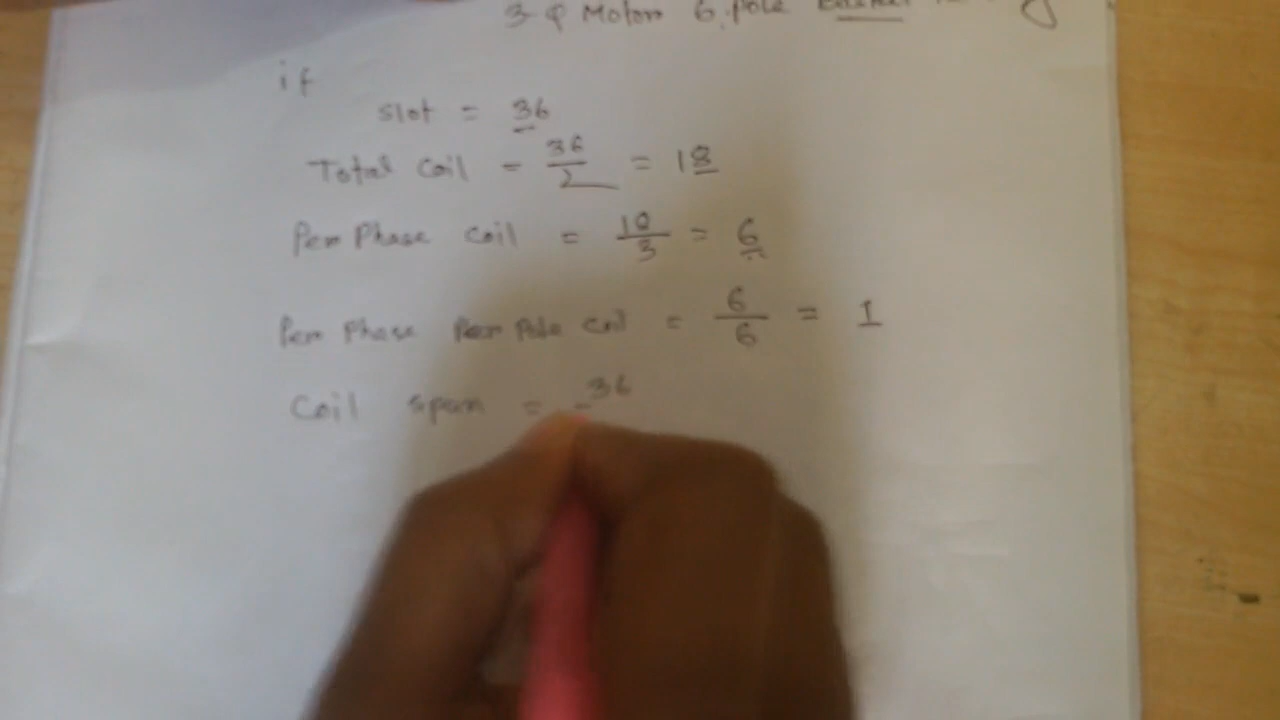 3-φ Motor 6 pole
if
slot = 36
Total coil = 36/2 = 18
Per Phase coil = 18/3 = 6
Per Phase Per Pole coil = 6/6 = 1
Coil span = 36